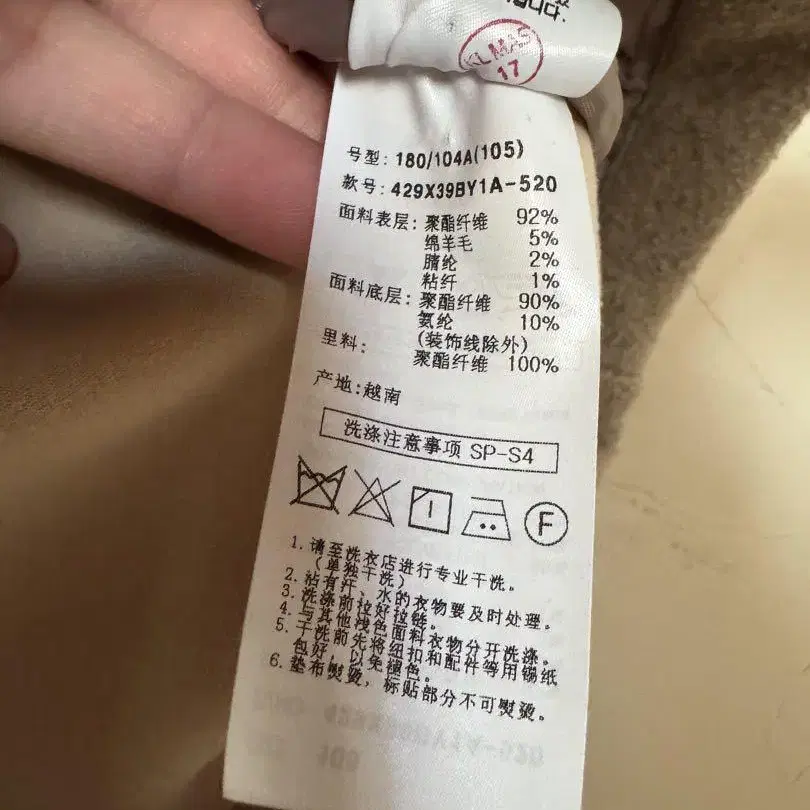 KLMAS
17
号型: 180/104A(105)
款号: 429X39BY1A-520
面料表层: 聚酯纤维 92%
绵羊毛 5%
腈纶 2%
粘纤 1%
面料底层: 聚酯纤维 90%
氨纶 10%
(装饰线除外)
里料: 聚酯纤维 100%
产地: 越南
洗涤注意事项 SP-S4
F
1. 请至洗衣店进行专业干洗。
(单独干洗)
2. 沾有汗、水的衣物要及时处理。
3. 洗涤前拉好拉链。
4. 与其他浅色面料衣物分开洗涤。
5. 干洗前先将纽扣和配件等用锡纸
包好, 以免褪色。
6. 垫布熨烫, 标贴部分不可熨烫。